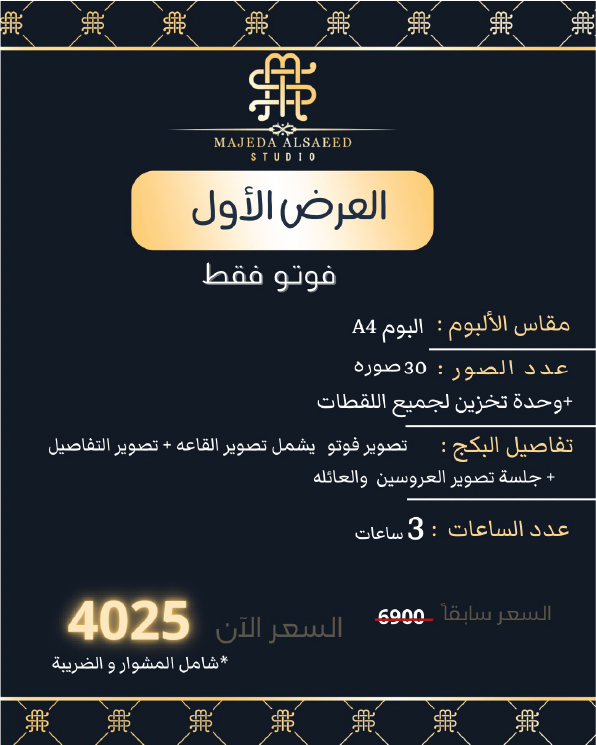 MAJEDA ALSAEED
STUDIO
العرض الأول
فوتو فقط
مقاس الألبوم : البوم A4
عدد الصور : 30صوره
+وحدة تخزين لجميع اللقطات
تفاصيل البكج : تصوير فوتو يشمل تصوير القاعه + تصوير التفاصيل
+ جلسة تصوير العروسين والعائله
عدد الساعات : 3 ساعات
السعر سابقاً 6900
السعر الآن 4025
*شامل المشوار و الضريبة